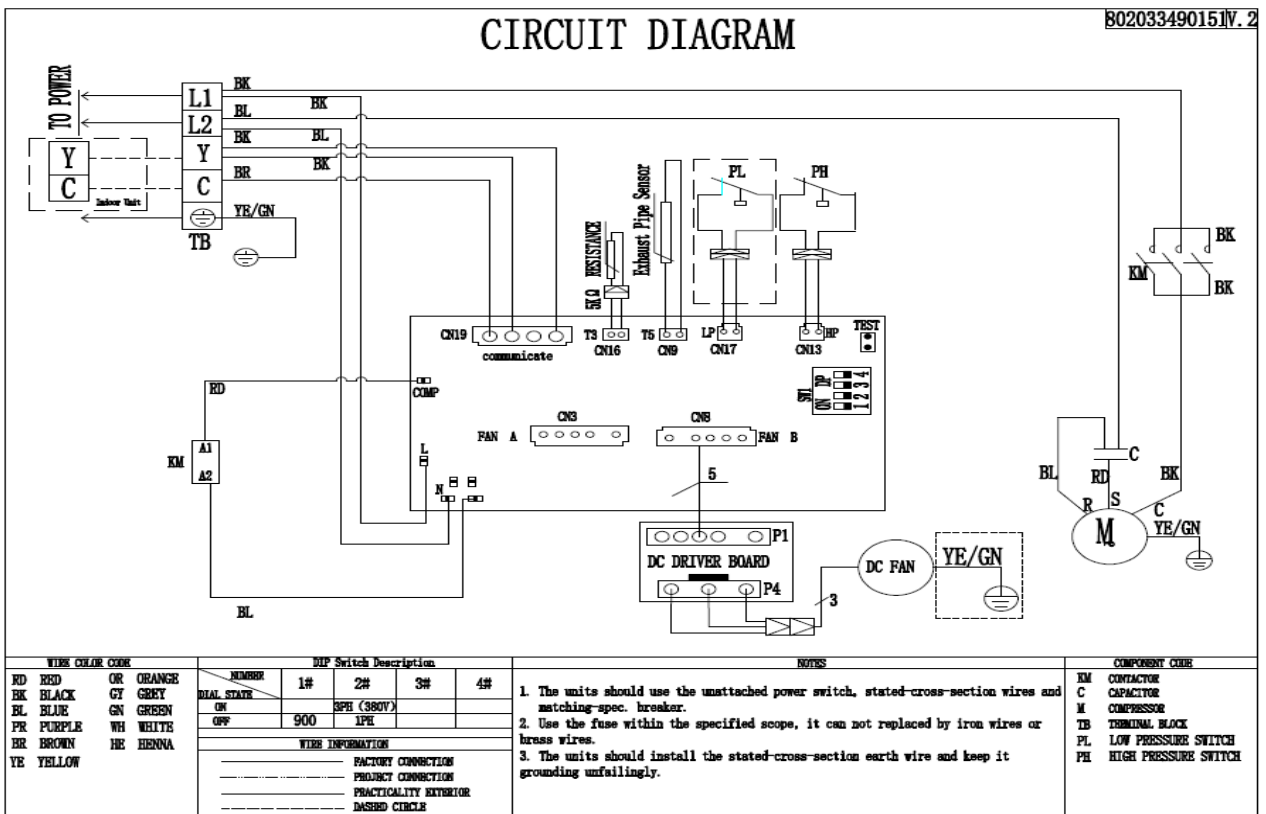 802033490151V.2
CIRCUIT DIAGRAM
TO POWER
L1
L2
Y
C
TB
Y
C
Indoor Unit
BK
BK
BL
BK
BL
BK
BR
YE/GN
5KΩ RESISTANCE
Exhaust Pipe Sensor
PL
PH
KM
BK
BK
CN19
communicate
T3
CN16
T5
CN9
LP
CN17
HP
CN13
TEST
SW1
ON DP
1 2 3 4
COMP
RD
KM
A1
A2
L
N
BL
CN3
FAN A
CN8
FAN B
5
P1
DC DRIVER BOARD
P4
3
DC FAN
YE/GN
C
BL
RD
BK
R
S
C
M
YE/GN
WIRE COLOR CODE
RD RED OR ORANGE
BK BLACK GY GREY
BL BLUE GN GREEN
PR PURPLE WH WHITE
BR BROWN HE HENNA
YE YELLOW
DIP Switch Description
NUMBER 1# 2# 3# 4#
DIAL STATE
ON 3PH (380V)
OFF 900 1PH
WIRE INFORMATION
FACTORY CONNECTION
PROJECT CONNECTION
PRACTICALITY EXTERIOR
DASHED CIRCLE
NOTES
1. The units should use the unattached power switch, stated-cross-section wires and
matching-spec. breaker.
2. Use the fuse within the specified scope, it can not replaced by iron wires or
brass wires.
3. The units should install the stated-cross-section earth wire and keep it
grounding unfailingly.
COMPONENT CODE
KM CONTACTOR
C CAPACITOR
M COMPRESSOR
TB TERMINAL BLOCK
PL LOW PRESSURE SWITCH
PH HIGH PRESSURE SWITCH